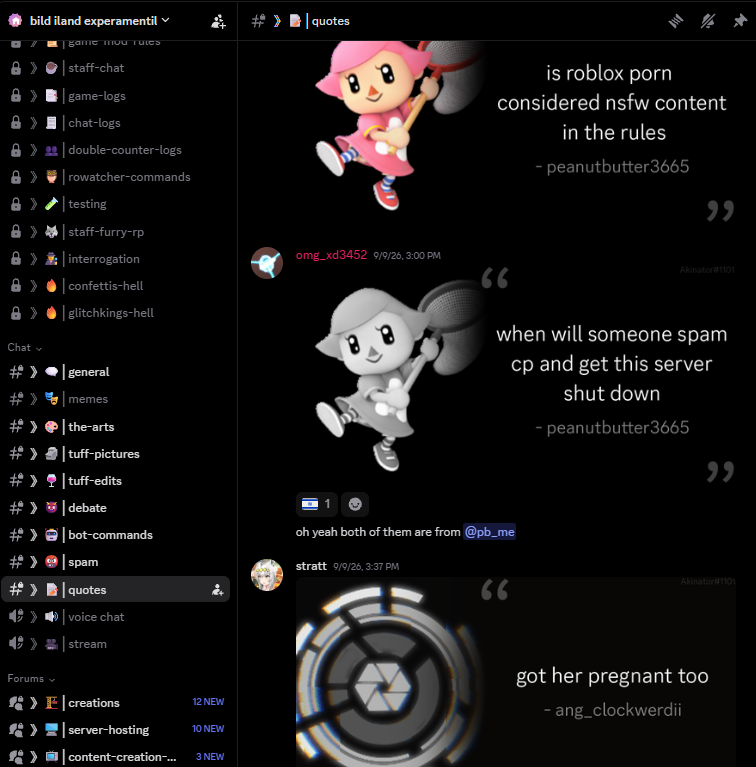 bild iland experamentil
game-mod-rules
staff-chat
game-logs
chat-logs
double-counter-logs
rowatcher-commands
testing
staff-furry-rp
interrogation
confettis-hell
glitchkings-hell
Chat
general
memes
the-arts
tuff-pictures
tuff-edits
debate
bot-commands
spam
quotes
voice chat
stream
Forums
creations 12 NEW
server-hosting 10 NEW
content-creation-... 3 NEW
quotes
is roblox porn
considered nsfw content
in the rules
- peanutbutter3665
omg_xd3452 9/9/26, 3:00 PM
Akinator#1101
when will someone spam
cp and get this server
shut down
- peanutbutter3665
1
oh yeah both of them are from @pb_me
stratt 9/9/26, 3:37 PM
Akinator#1101
got her pregnant too
- ang_clockwerdii